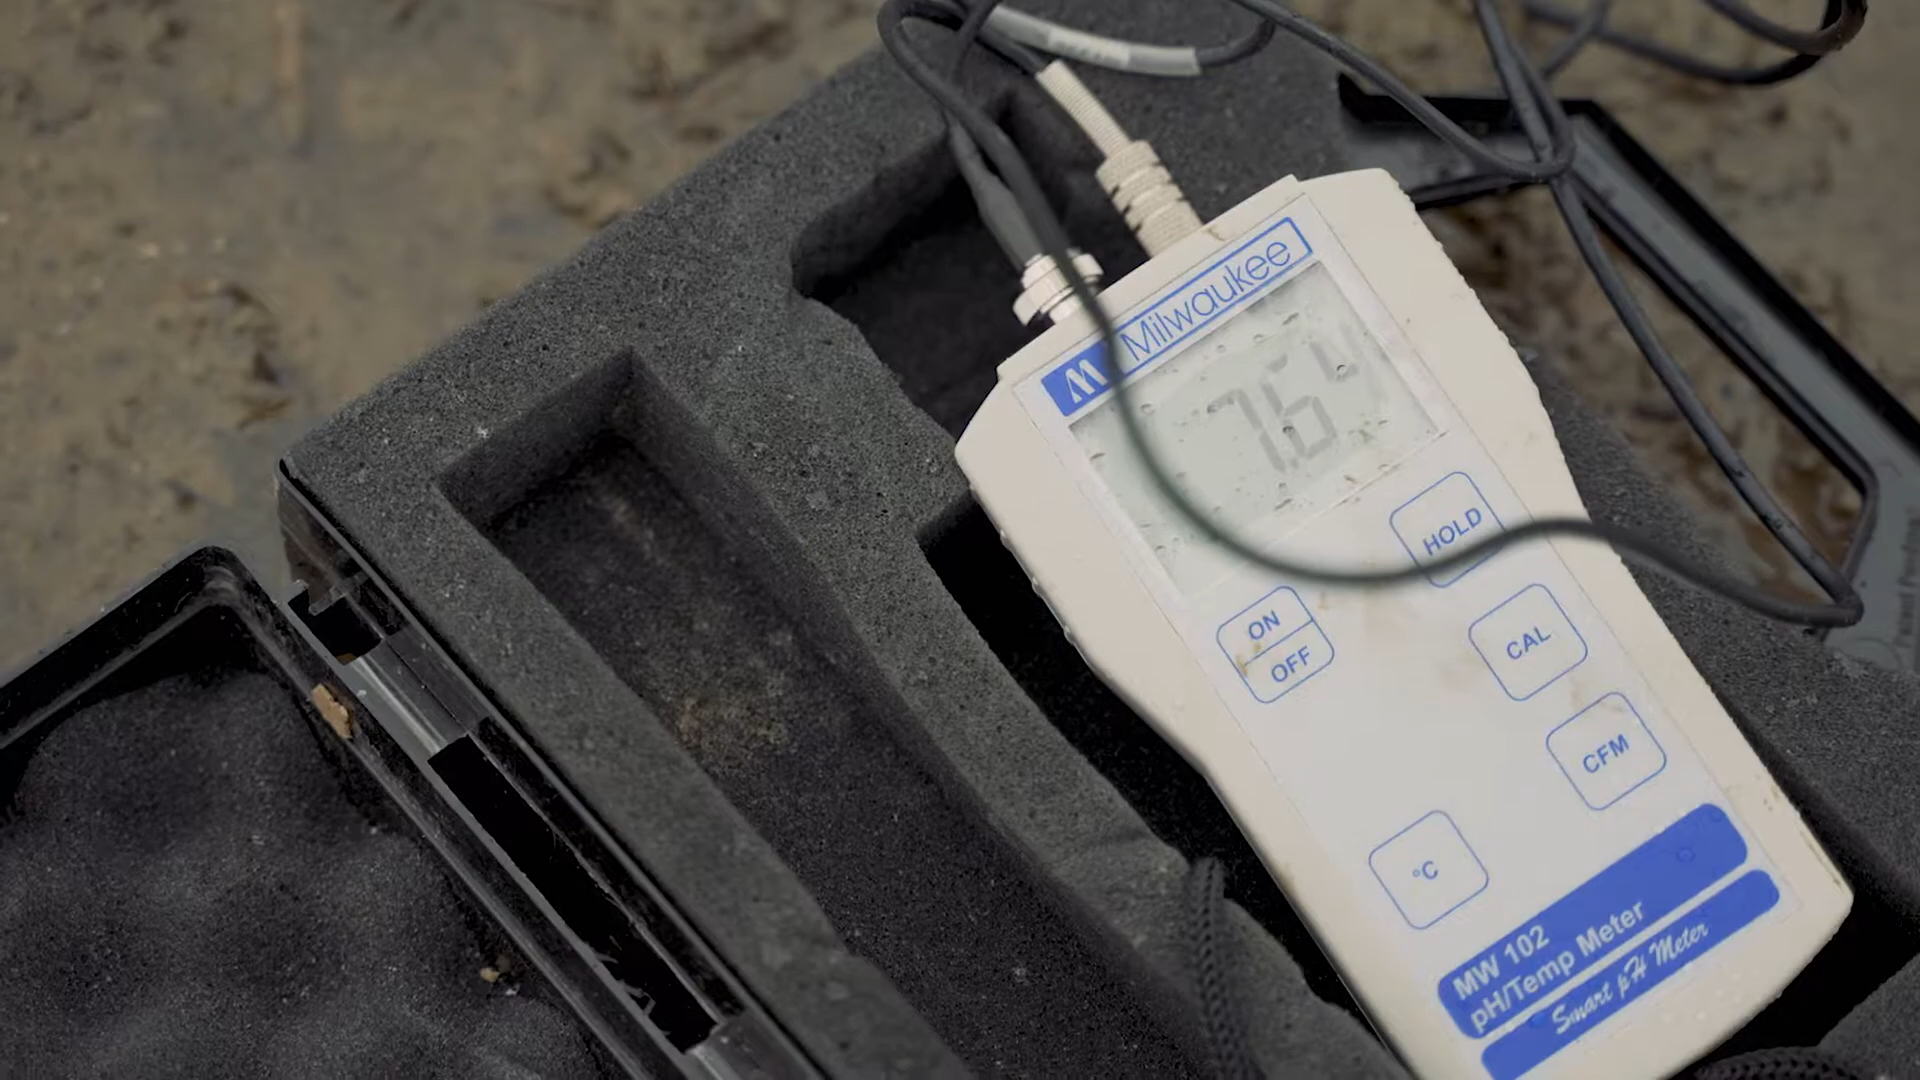 Milwaukee
7.64
HOLD
ON
OFF
CAL
CFM
°C
MW 102
pH/Temp Meter
Smart pH Meter